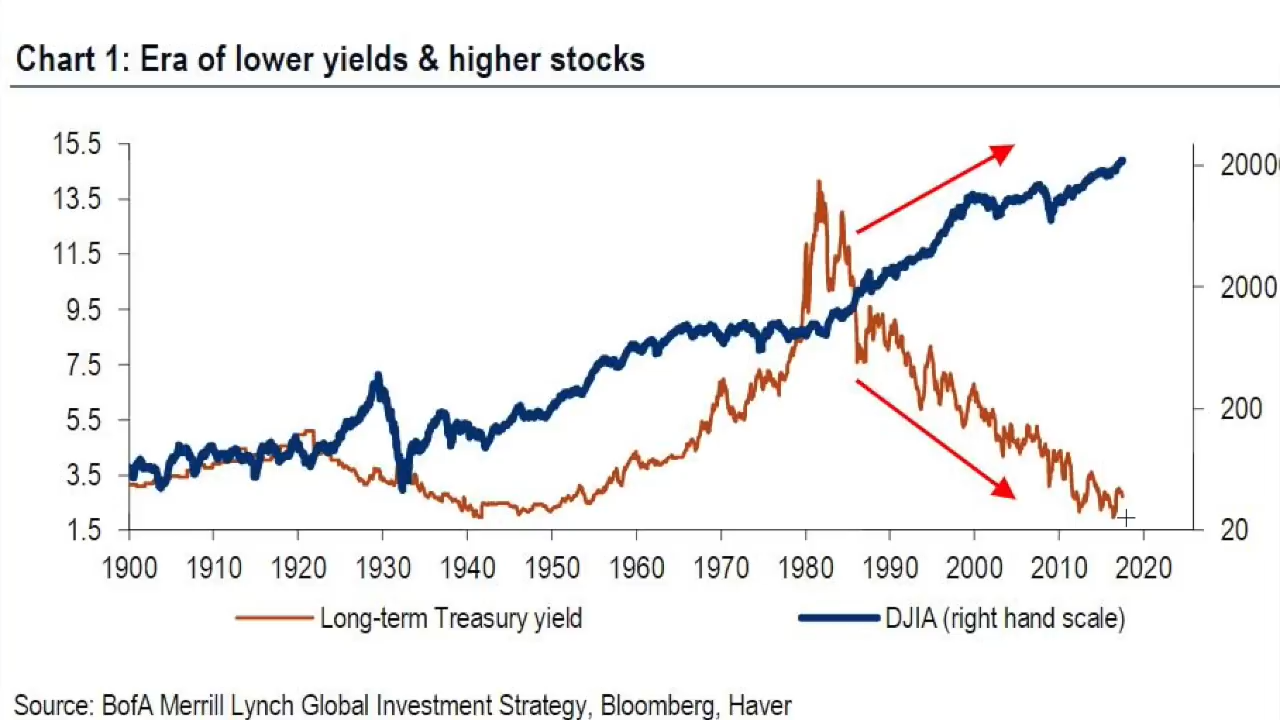 Chart 1: Era of lower yields & higher stocks
15.5
13.5
11.5
9.5
7.5
5.5
3.5
1.5
20000
2000
200
20
1900 1910 1920 1930 1940 1950 1960 1970 1980 1990 2000 2010 2020
Long-term Treasury yield
DJIA (right hand scale)
Source: BofA Merrill Lynch Global Investment Strategy, Bloomberg, Haver